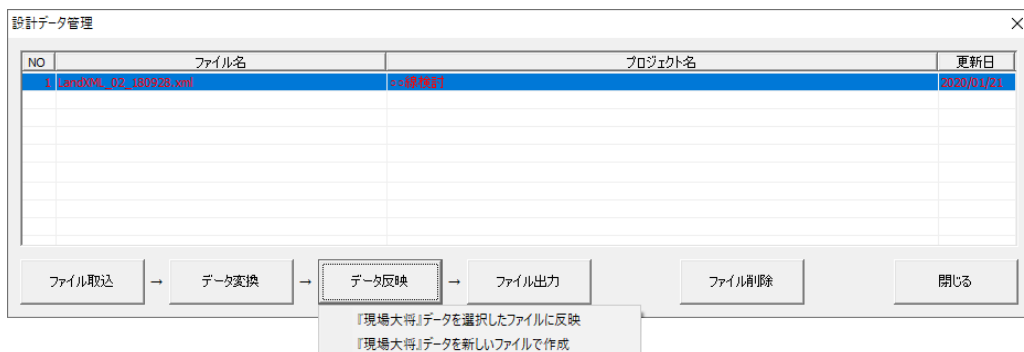 設計データ管理
NO ファイル名 プロジェクト名 更新日
1 LandXML_02_180928.xml ○○線検討 2020/01/21
ファイル取込 → データ変換 → データ反映 → ファイル出力 ファイル削除 閉じる
『現場大将』データを選択したファイルに反映
『現場大将』データを新しいファイルで作成